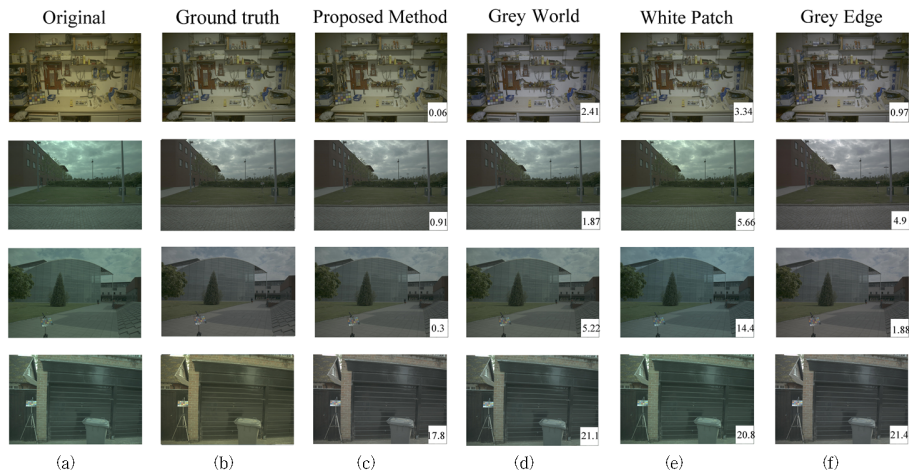 Original Ground truth Proposed Method Grey World White Patch Grey Edge
0.06 2.41 3.34 0.97
0.91 1.87 5.66 4.9
0.3 5.22 14.4 1.88
17.8 21.1 20.8 21.4
(a) (b) (c) (d) (e) (f)